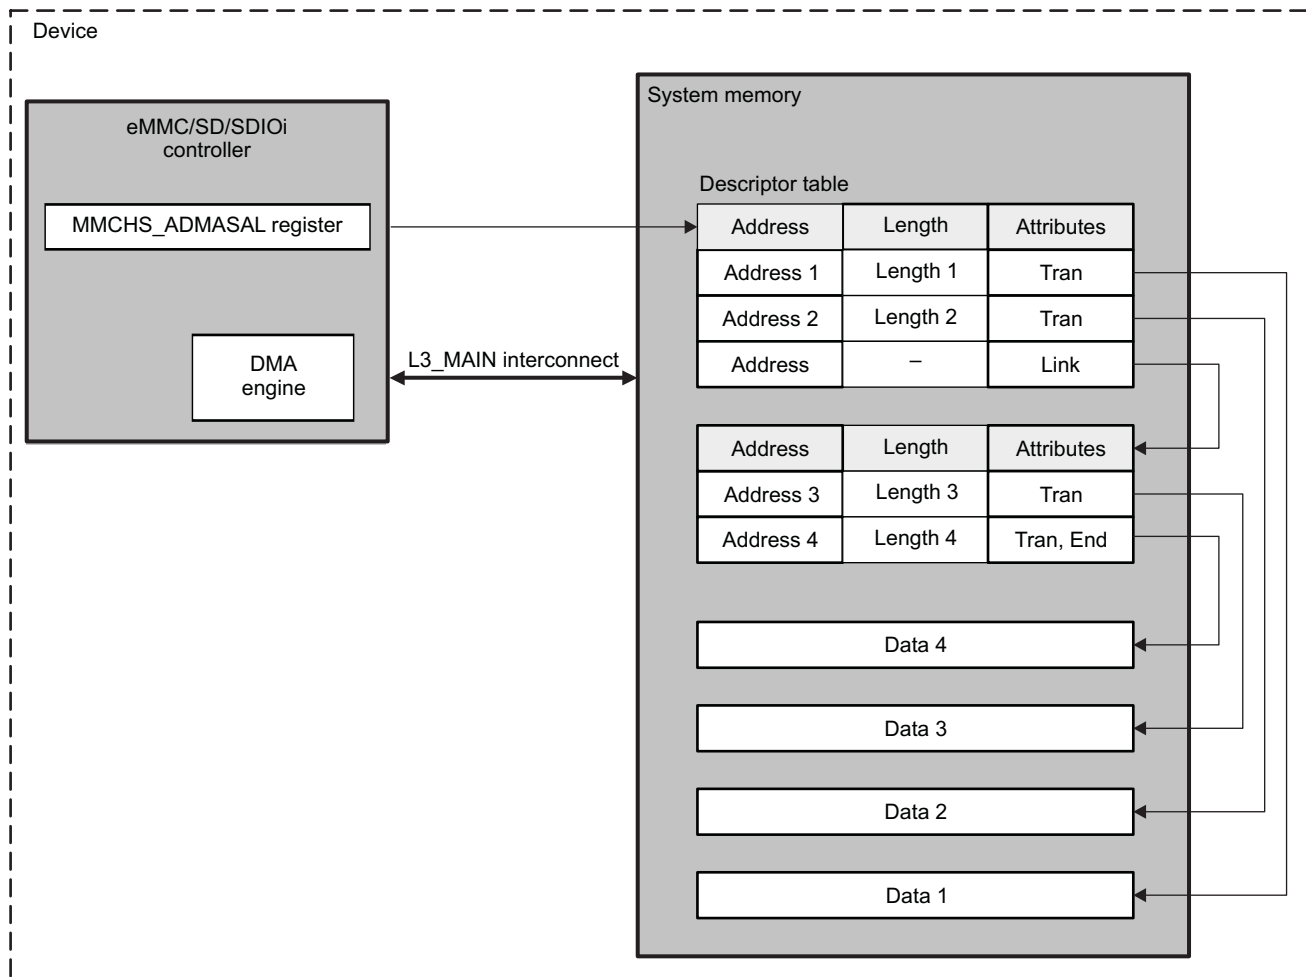 Device
eMMC/SD/SDIOi
controller
MMCHS_ADMASAL register
DMA
engine
L3_MAIN interconnect
System memory
Descriptor table
Address Length Attributes
Address 1 Length 1 Tran
Address 2 Length 2 Tran
Address – Link
Address Length Attributes
Address 3 Length 3 Tran
Address 4 Length 4 Tran, End
Data 4
Data 3
Data 2
Data 1